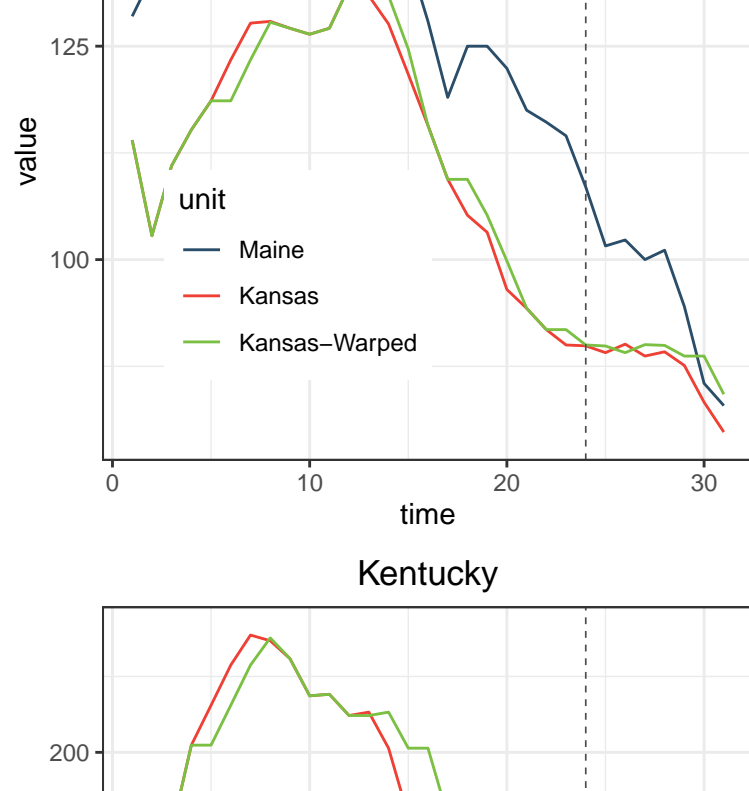 125
value
unit
Maine
100
Kansas
Kansas−Warped
0 10 20 30
time
Kentucky
200